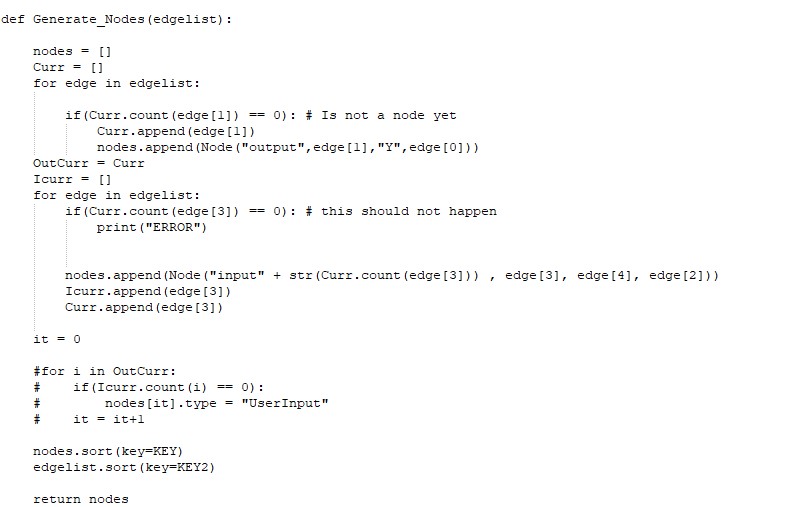 def Generate_Nodes(edgelist):
    nodes = []
    Curr = []
    for edge in edgelist:
        if(Curr.count(edge[1]) == 0): # Is not a node yet
            Curr.append(edge[1])
            nodes.append(Node("output",edge[1],"Y",edge[0]))
    OutCurr = Curr
    Icurr = []
    for edge in edgelist:
        if(Curr.count(edge[3]) == 0): # this should not happen
            print("ERROR")
        nodes.append(Node("input" + str(Curr.count(edge[3])) , edge[3], edge[4], edge[2]))
        Icurr.append(edge[3])
        Curr.append(edge[3])
    it = 0
    #for i in OutCurr:
    #    if(Icurr.count(i) == 0):
    #        nodes[it].type = "UserInput"
    #    it = it+1
    nodes.sort(key=KEY)
    edgelist.sort(key=KEY2)
    return nodes